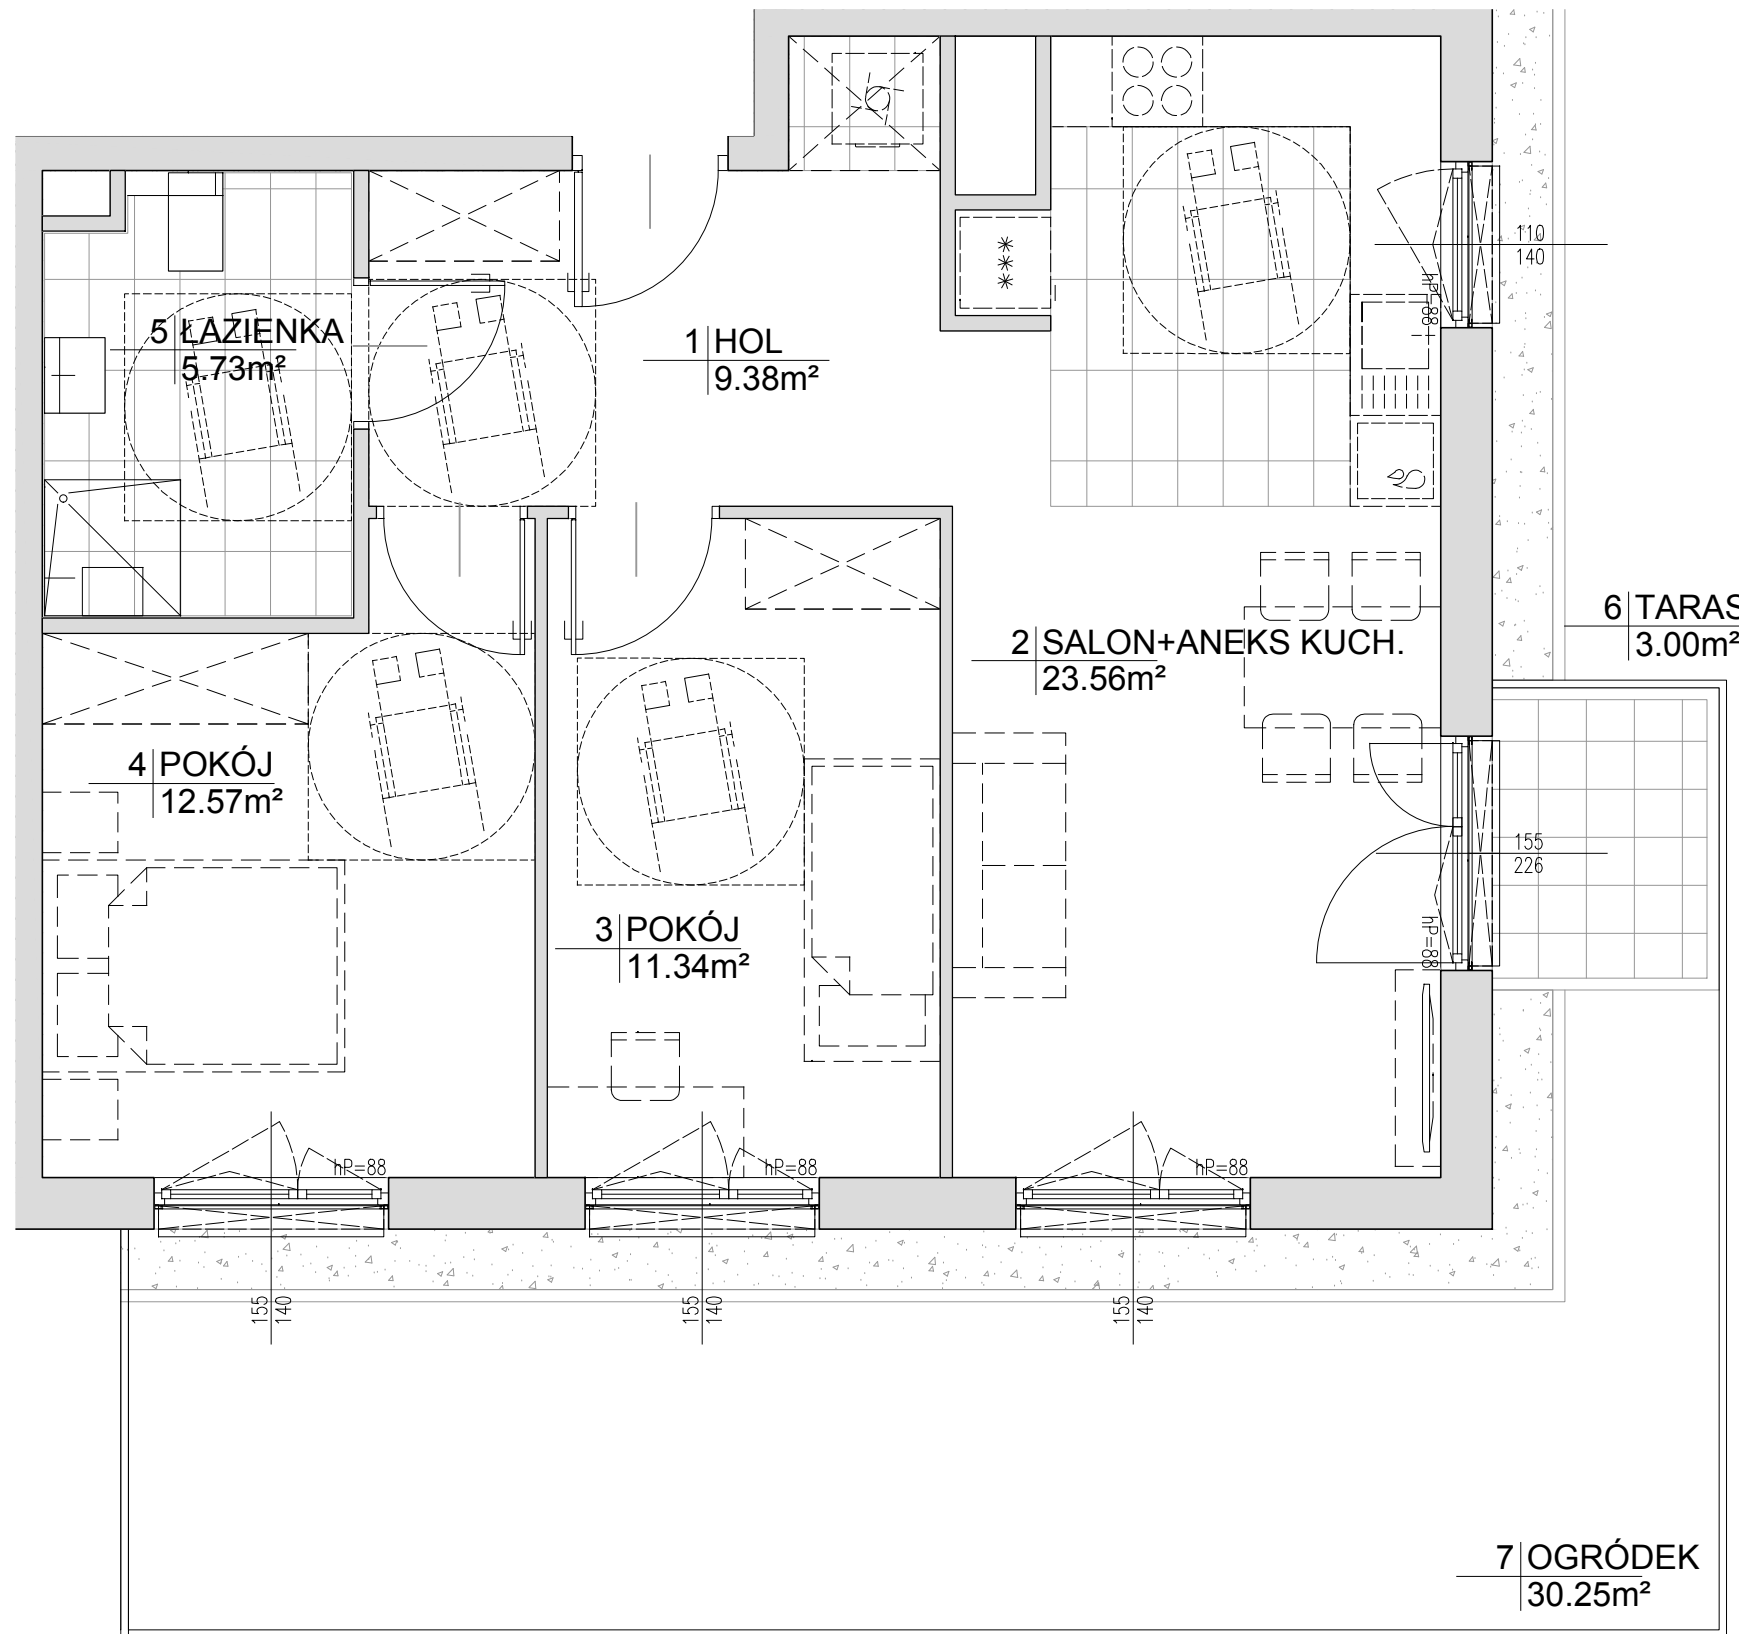 110
140
hP=88
5 ŁAZIENKA
5.73m²
1 HOL
9.38m²
6 TARAS
3.00m²
2 SALON+ANEKS KUCH.
23.56m²
4 POKÓJ
12.57m²
155
226
hP=88
3 POKÓJ
11.34m²
hP=88
hP=88
hP=88
155
140
155
140
155
140
7 OGRÓDEK
30.25m²